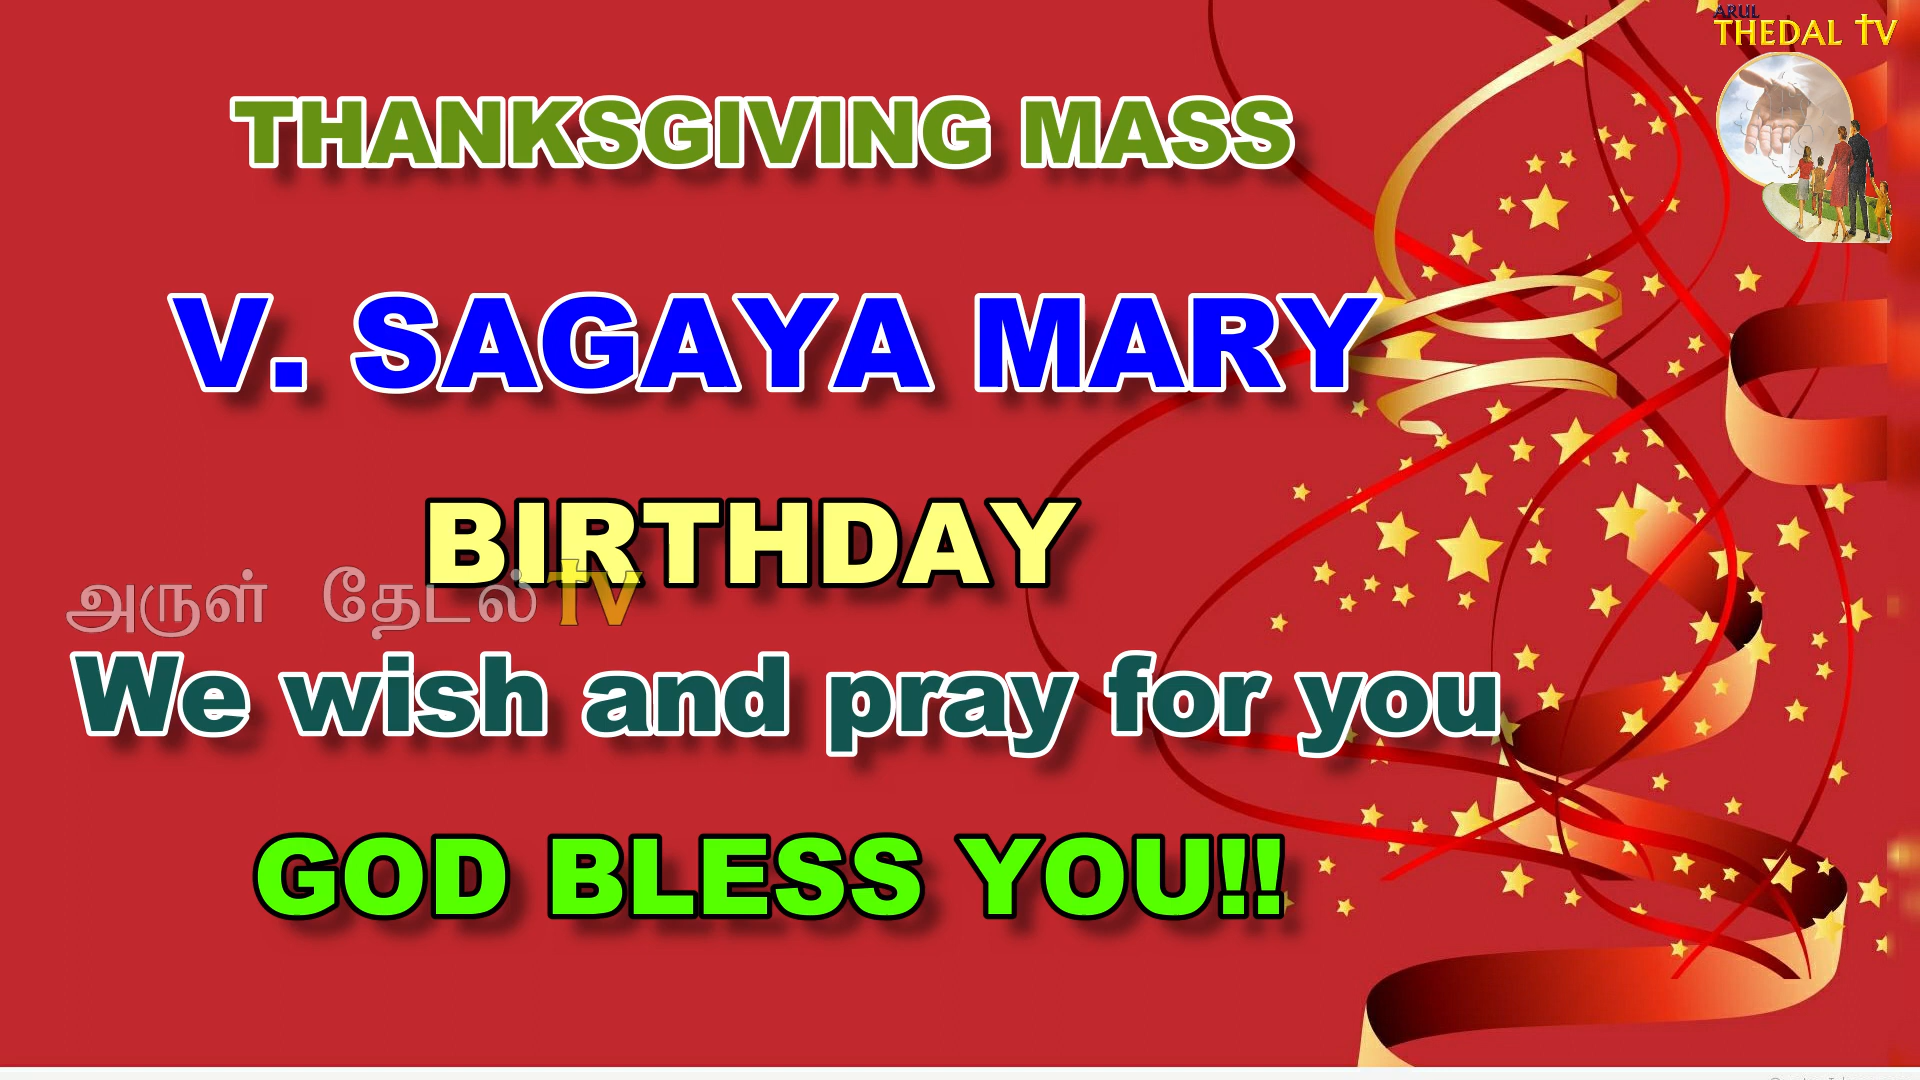 ARUL
THEDAL TV
THANKSGIVING MASS
V. SAGAYA MARY
BIRTHDAY
அருள் தேடல் TV
We wish and pray for you
GOD BLESS YOU!!